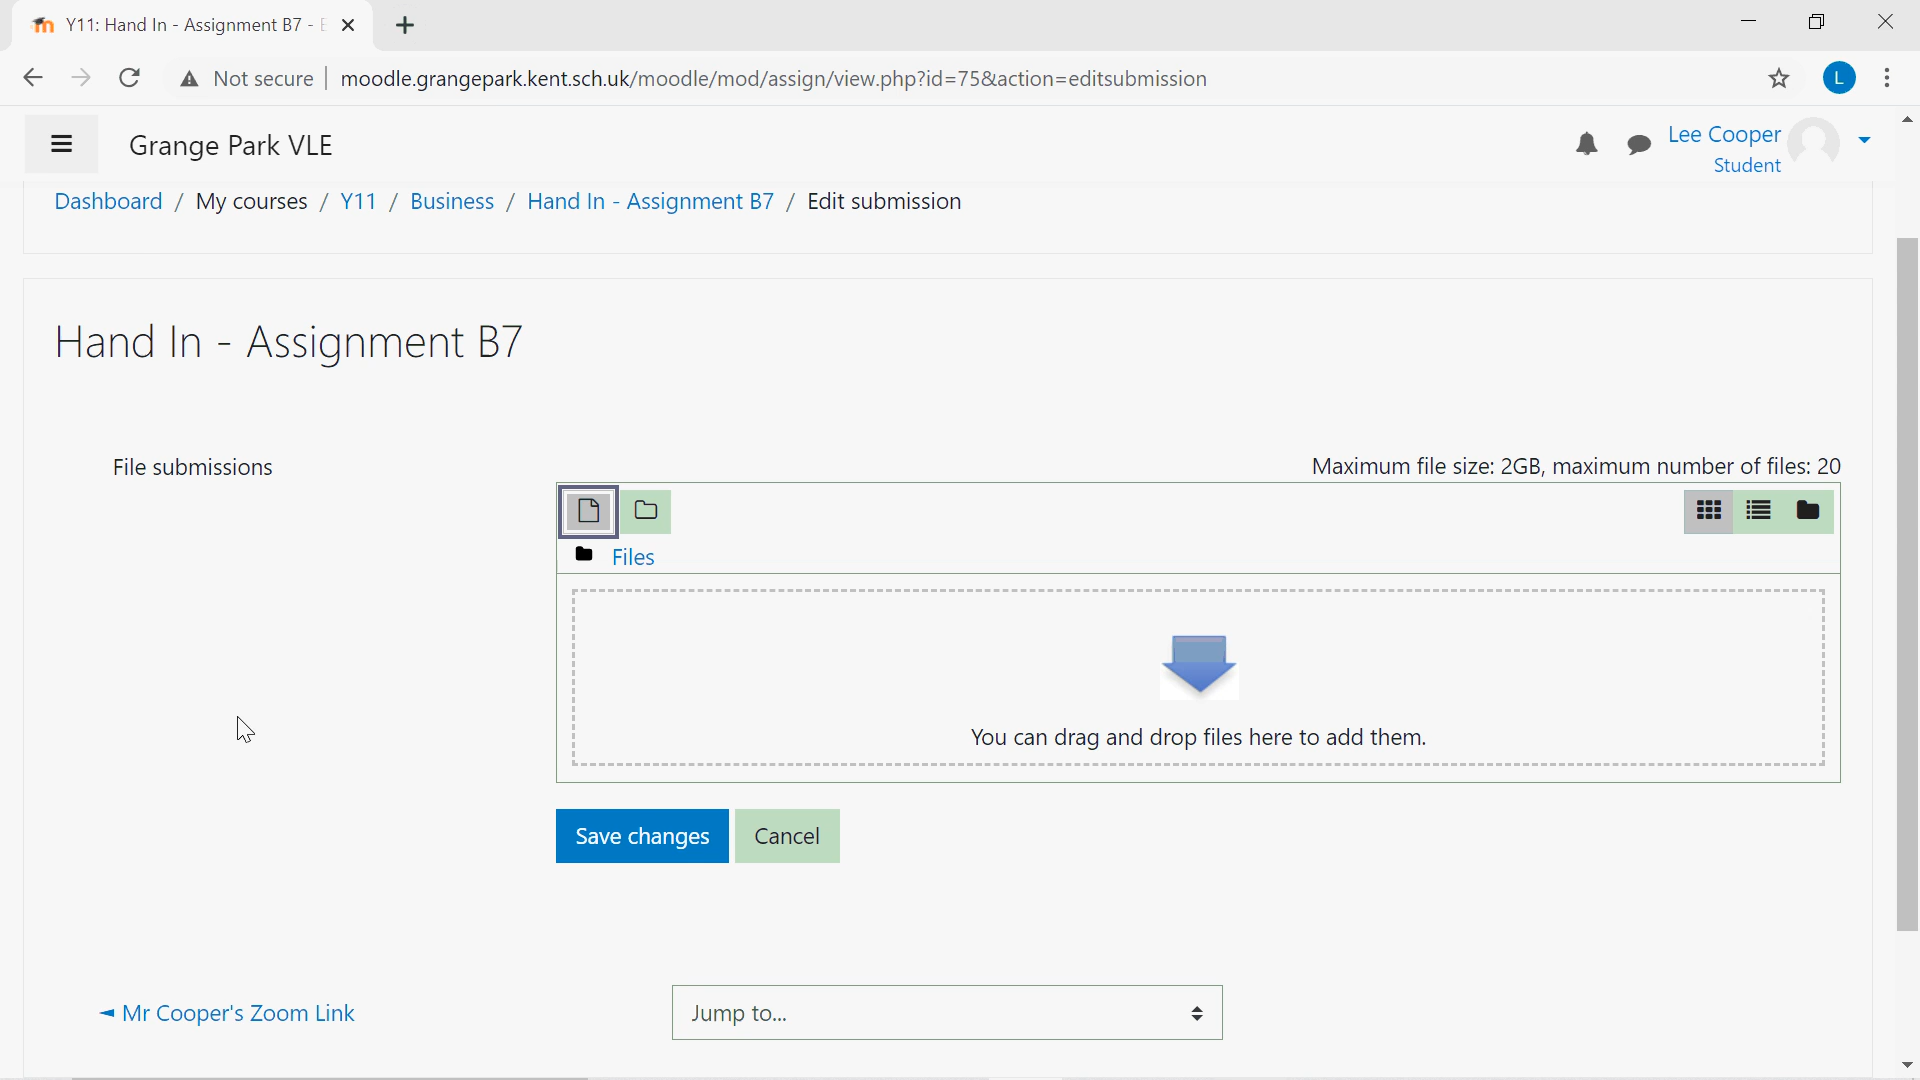 Y11: Hand In - Assignment B7 -
Not secure
moodle.grangepark.kent.sch.uk/moodle/mod/assign/view.php?id=75&action=editsubmission
L
Grange Park VLE
Lee Cooper
Student
Dashboard / My courses / Y11 / Business / Hand In - Assignment B7 / Edit submission
Hand In - Assignment B7
File submissions
Maximum file size: 2GB, maximum number of files: 20
Files
You can drag and drop files here to add them.
Save changes
Cancel
◄ Mr Cooper's Zoom Link
Jump to...